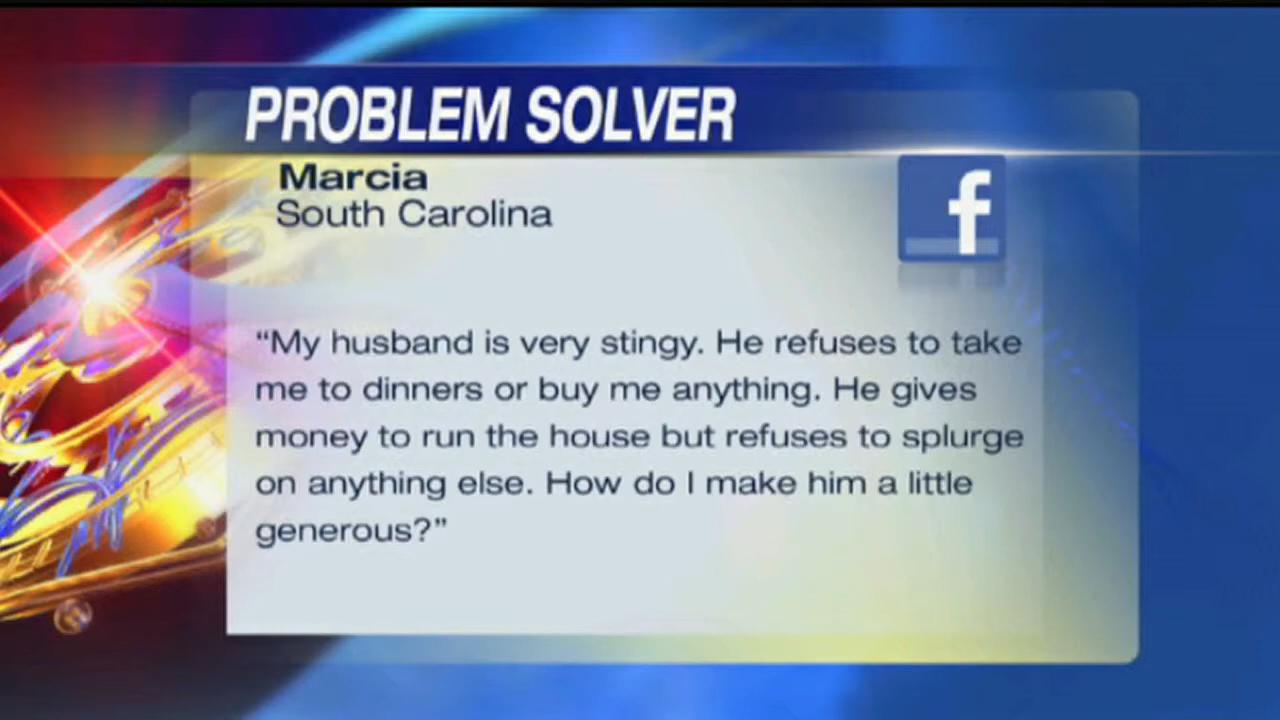 PROBLEM SOLVER
Marcia
South Carolina
f
“My husband is very stingy. He refuses to take
me to dinners or buy me anything. He gives
money to run the house but refuses to splurge
on anything else. How do I make him a little
generous?”